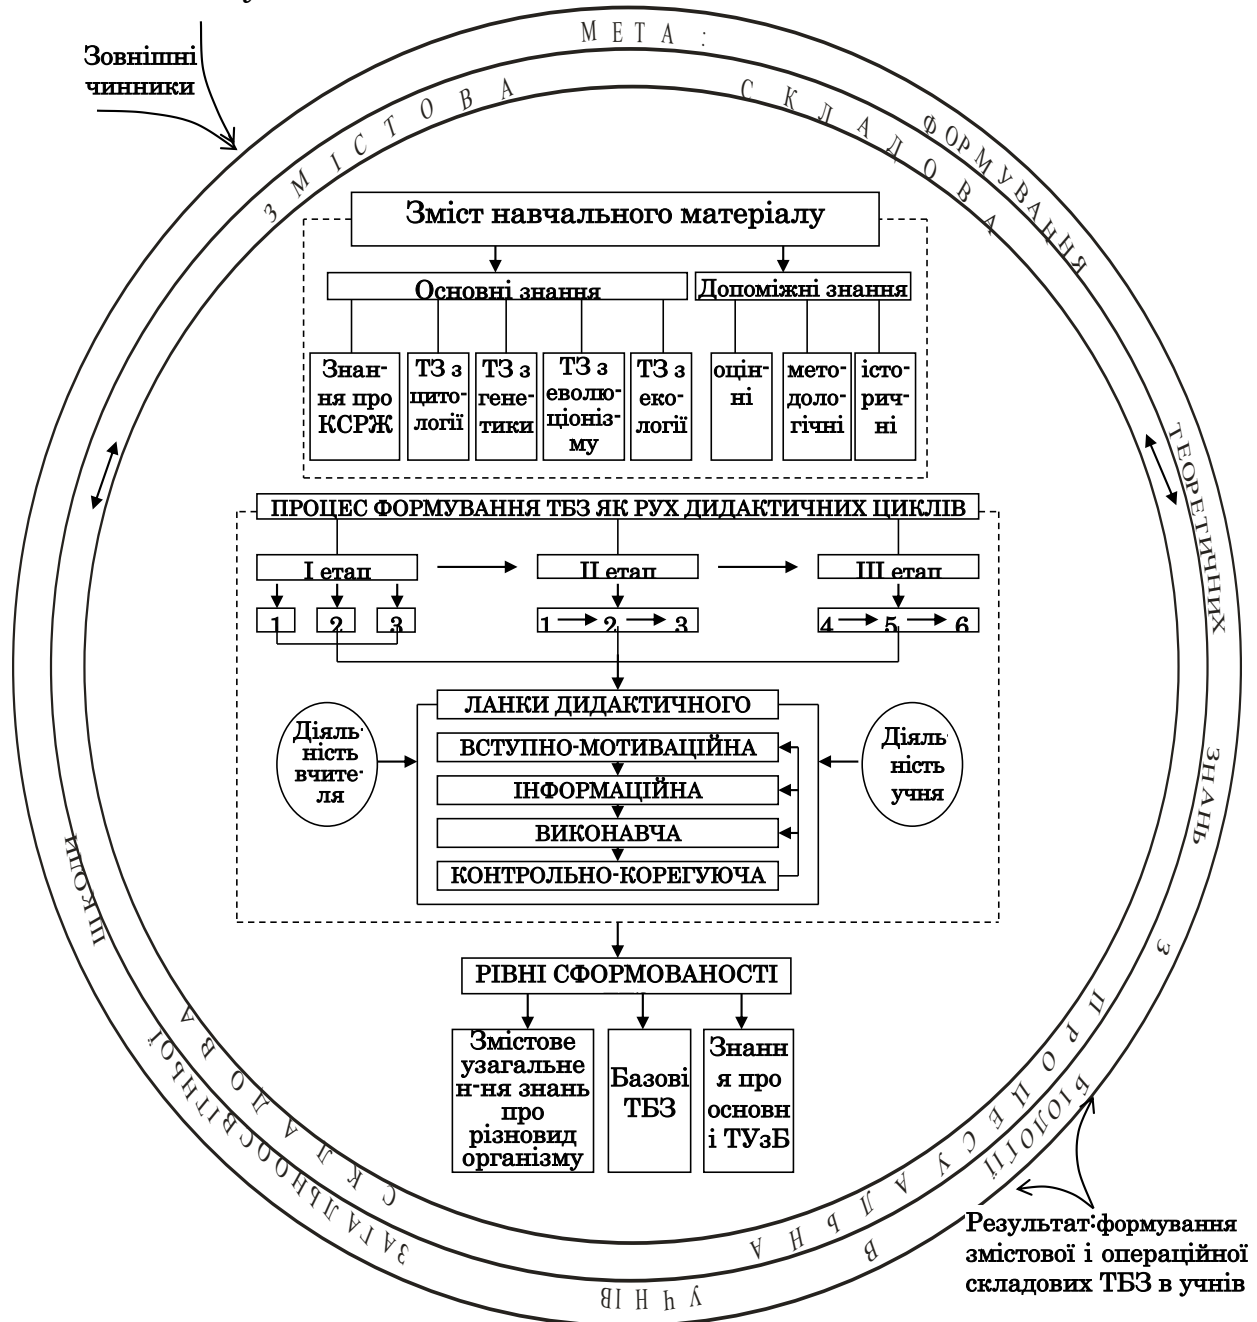 МЕТА:
ФОРМУВАННЯ
ТЕОРЕТИЧНИХ
ЗНАНЬ
З
БІОЛОГІЇ
В
УЧНІВ
ЗАГАЛЬНООСВІТНЬОЇ
ШКОЛИ
ЗМІСТОВА СКЛАДОВА
ПРОЦЕСУАЛЬНА
СКЛАДОВА
Зовнішні
чинники
Зміст навчального матеріалу
Основні знання
Допоміжні знання
Знан-
ня про
КСРЖ
ТЗ з
цито-
логії
ТЗ з
гене-
тики
ТЗ з
еволю-
ціоніз-
му
ТЗ з
еко-
логії
оцін-
ні
мето-
доло-
гічні
істо-
рич-
ні
ПРОЦЕС ФОРМУВАННЯ ТБЗ ЯК РУХ ДИДАКТИЧНИХ ЦИКЛІВ
І етап
ІІ етап
ІІІ етап
1 2 3
1 2 3
4 5 6
ЛАНКИ ДИДАКТИЧНОГО
ВСТУПНО-МОТИВАЦІЙНА
ІНФОРМАЦІЙНА
ВИКОНАВЧА
КОНТРОЛЬНО-КОРЕГУЮЧА
Діяль-
ність
вчите-
ля
Діяль-
ність
учня
РІВНІ СФОРМОВАНОСТІ
Змістове
узагальне
н-ня знань
про
різновид
організму
Базові
ТБЗ
Знанн
я про
основн
і ТУзБ
Результат:формування
змістової і операційної
складових ТБЗ в учнів